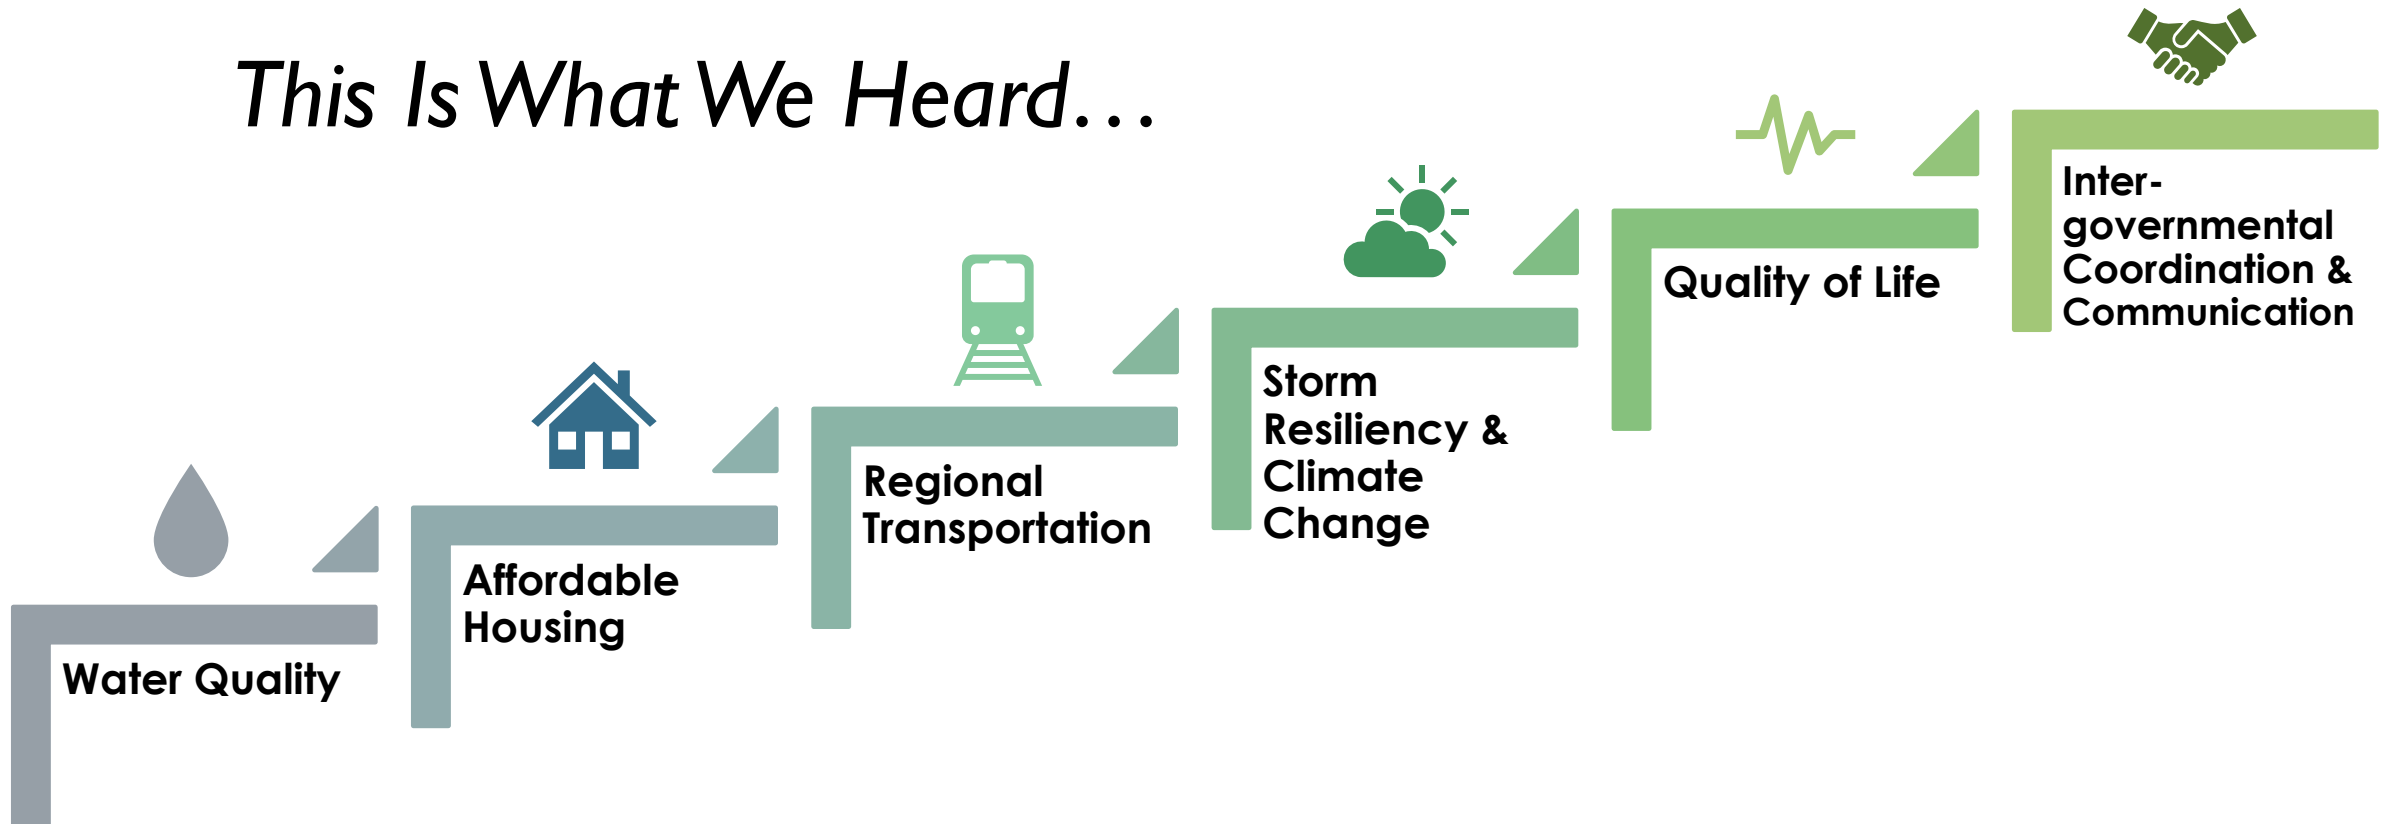 This Is What We Heard…
Water Quality
Affordable
Housing
Regional
Transportation
Storm
Resiliency &
Climate
Change
Quality of Life
Inter-
governmental
Coordination &
Communication